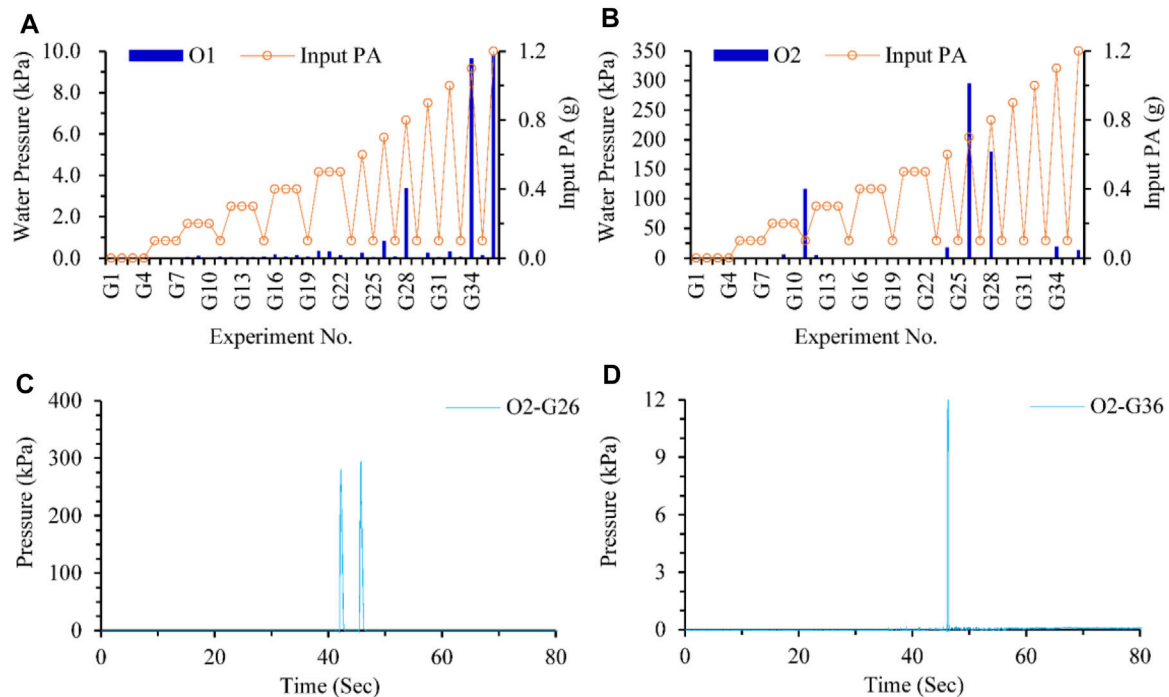 A
O1
Input PA
Water Pressure (kPa)
10.0
8.0
6.0
4.0
2.0
0.0
1.2
0.8
0.4
0.0
Input PA (g)
G1
G4
G7
G10
G13
G16
G19
G22
G25
G28
G31
G34
Experiment No.
B
O2
Input PA
Water Pressure (kPa)
350
300
250
200
150
100
50
0
1.2
0.8
0.4
0.0
Input PA (g)
G1
G4
G7
G10
G13
G16
G19
G22
G25
G28
G31
G34
Experiment No.
C
O2-G26
Pressure (kPa)
400
300
200
100
0
0
20
40
60
80
Time (Sec)
D
O2-G36
Pressure (kPa)
12
9
6
3
0
0
20
40
60
80
Time (Sec)